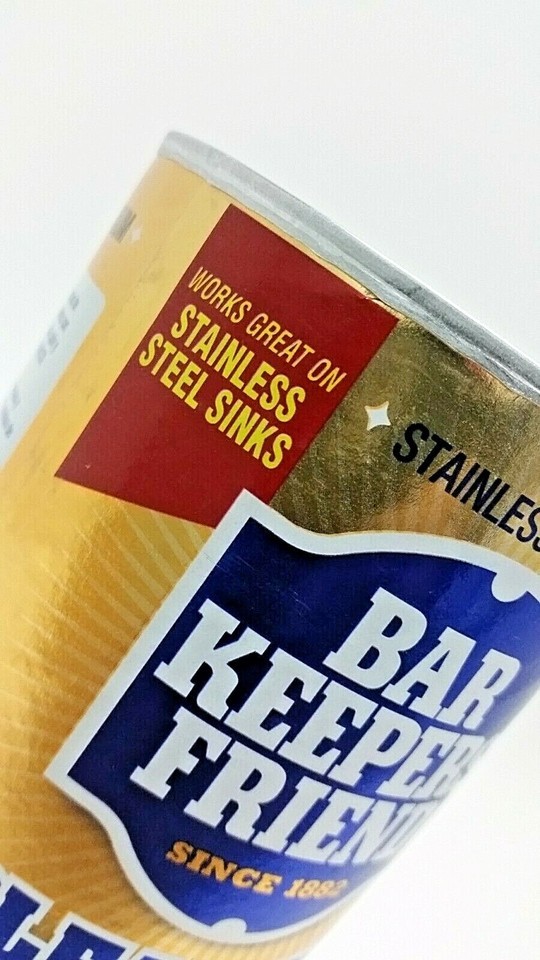 WORKS GREAT ON
STAINLESS
STEEL SINKS
STAINLESS
BAR
KEEPERS
FRIEND
SINCE 1882